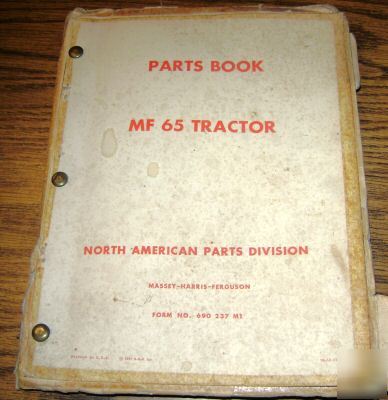 PARTS BOOK
MF 65 TRACTOR
NORTH AMERICAN PARTS DIVISION
MASSEY-HARRIS-FERGUSON
FORM NO. 690 237 M1